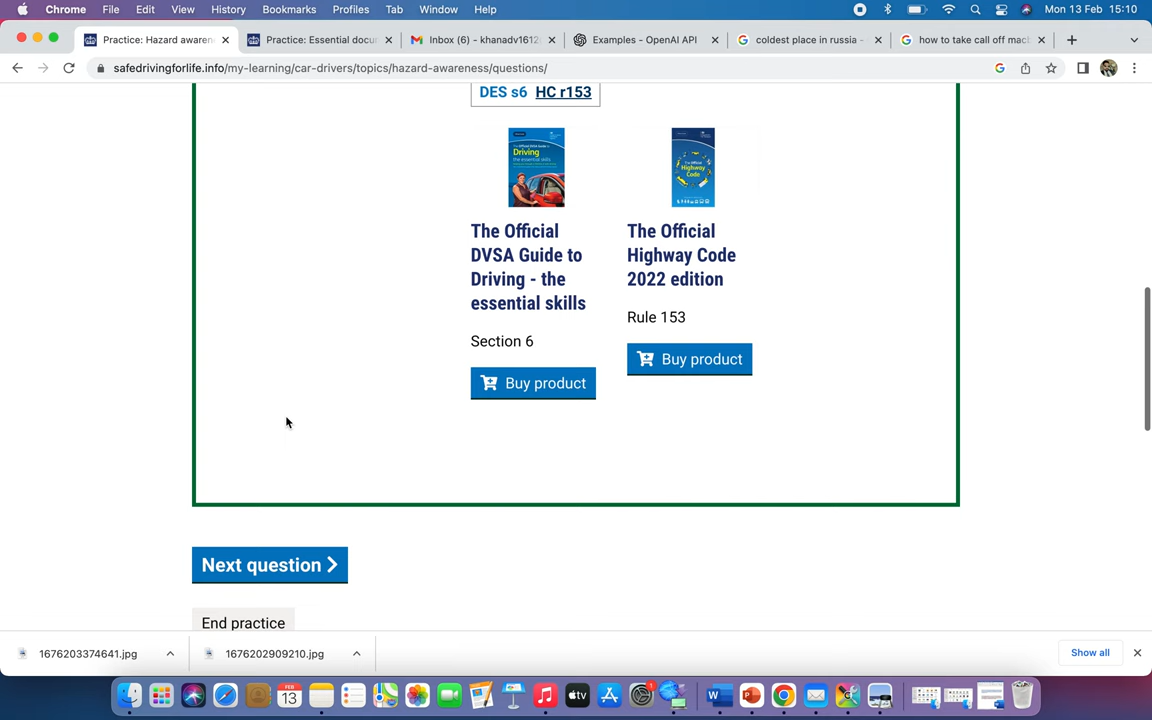 Chrome File Edit View History Bookmarks Profiles Tab Window Help Mon 13 Feb 15:10
Practice: Hazard awaren Practice: Essential docu Inbox (6) - khanadv1612 Examples - OpenAI API coldest place in russia - how to take call off mac
safedrivingforlife.info/my-learning/car-drivers/topics/hazard-awareness/questions/
DES s6 HC r153
The Official
DVSA Guide to
Driving - the
essential skills
Section 6
Buy product
The Official
Highway Code
2022 edition
Rule 153
Buy product
Next question
End practice
1676203374641.jpg 1676202909210.jpg Show all